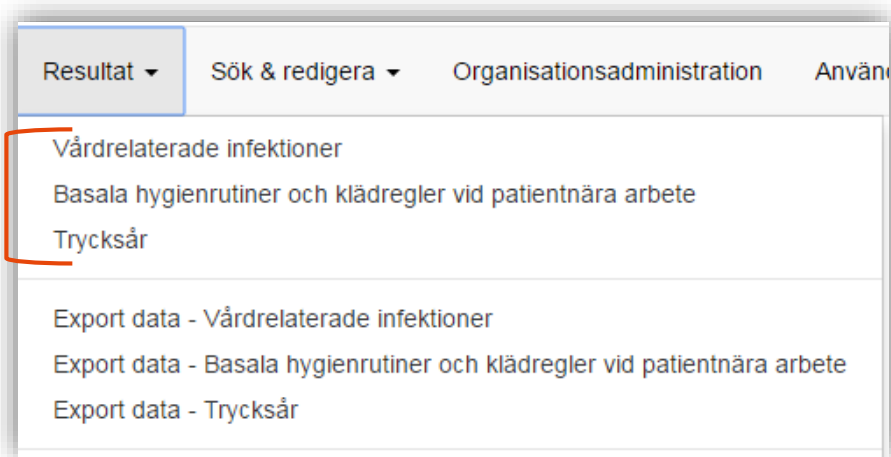 Resultat Sök & redigera Organisationsadministration Använ
Vårdrelaterade infektioner
Basala hygienrutiner och klädregler vid patientnära arbete
Trycksår
Export data - Vårdrelaterade infektioner
Export data - Basala hygienrutiner och klädregler vid patientnära arbete
Export data - Trycksår